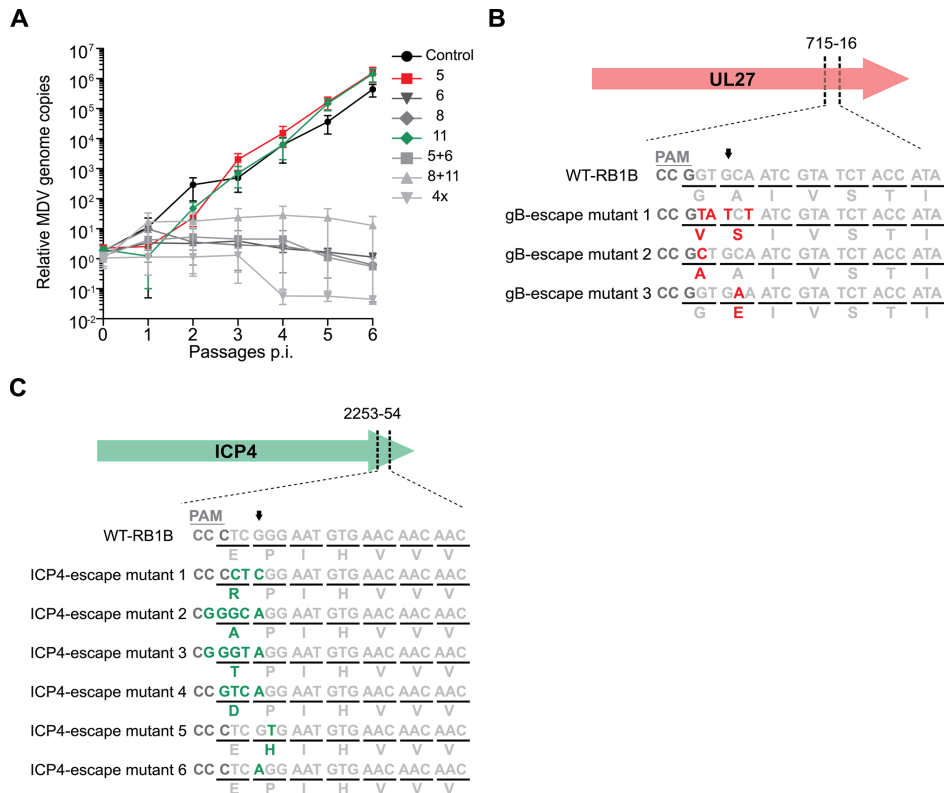 A
Relative MDV genome copies
10^7
10^6
10^5
10^4
10^3
10^2
10^1
10^0
10^-1
10^-2
0 1 2 3 4 5 6
Passages p.i.
Control
5
6
8
11
5+6
8+11
4x
B
715-16
UL27
PAM
WT-RB1B CC GGT GCA ATC GTA TCT ACC ATA
G A I V S T I
gB-escape mutant 1 CC GTA TCT ATC GTA TCT ACC ATA
V S I V S T I
gB-escape mutant 2 CC GCT GCA ATC GTA TCT ACC ATA
A A I V S T I
gB-escape mutant 3 CC GGT GAA ATC GTA TCT ACC ATA
G E I V S T I
C
2253-54
ICP4
PAM
WT-RB1B CC CTC GGG AAT GTG AAC AAC AAC
E P I H V V V
ICP4-escape mutant 1 CC CCTC CGG AAT GTG AAC AAC AAC
R P I H V V V
ICP4-escape mutant 2 CGGGCAGG AAT GTG AAC AAC AAC
A P I H V V V
ICP4-escape mutant 3 CGGGTAGG AAT GTG AAC AAC AAC
T P I H V V V
ICP4-escape mutant 4 CC GTCAGG AAT GTG AAC AAC AAC
D P I H V V V
ICP4-escape mutant 5 CC CTC GTG AAT GTG AAC AAC AAC
E H I H V V V
ICP4-escape mutant 6 CC CTC AGG AAT GTG AAC AAC AAC
E P I H V V V